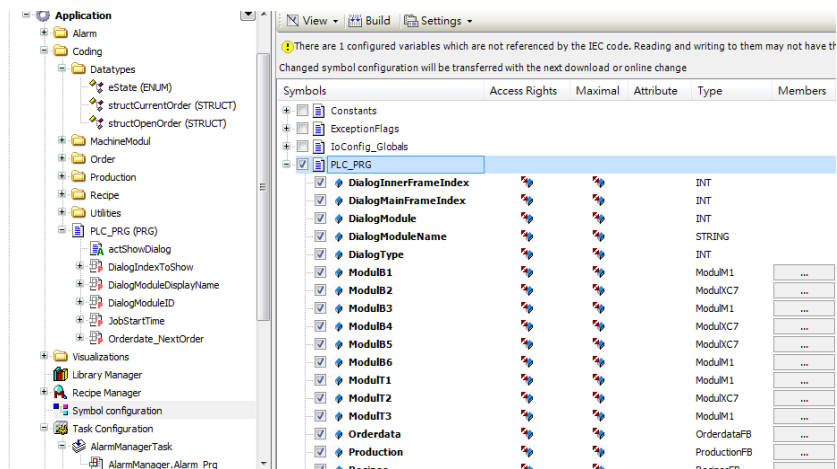 Application
Alarm
Coding
Datatypes
eState (ENUM)
structCurrentOrder (STRUCT)
structOpenOrder (STRUCT)
MachineModul
Order
Production
Recipe
Utilities
PLC_PRG (PRG)
actShowDialog
DialogIndexToShow
DialogModuleDisplayName
DialogModuleID
JobStartTime
Orderdate_NextOrder
Visualizations
Library Manager
Recipe Manager
Symbol configuration
Task Configuration
AlarmManagerTask
AlarmManager.Alarm_Prg
View Build Settings
There are 1 configured variables which are not referenced by the IEC code. Reading and writing to them may not have th
Changed symbol configuration will be transferred with the next download or online change
Symbols Access Rights Maximal Attribute Type Members
Constants
ExceptionFlags
IoConfig_Globals
PLC_PRG
DialogInnerFrameIndex INT
DialogMainFrameIndex INT
DialogModule INT
DialogModuleName STRING
DialogType INT
ModulB1 ModulM1 ...
ModulB2 ModulXC7 ...
ModulB3 ModulM1 ...
ModulB4 ModulXC7 ...
ModulB5 ModulXC7 ...
ModulB6 ModulM1 ...
ModulT1 ModulM1 ...
ModulT2 ModulXC7 ...
ModulT3 ModulM1 ...
Orderdata OrderdataFB ...
Production ProductionFB ...